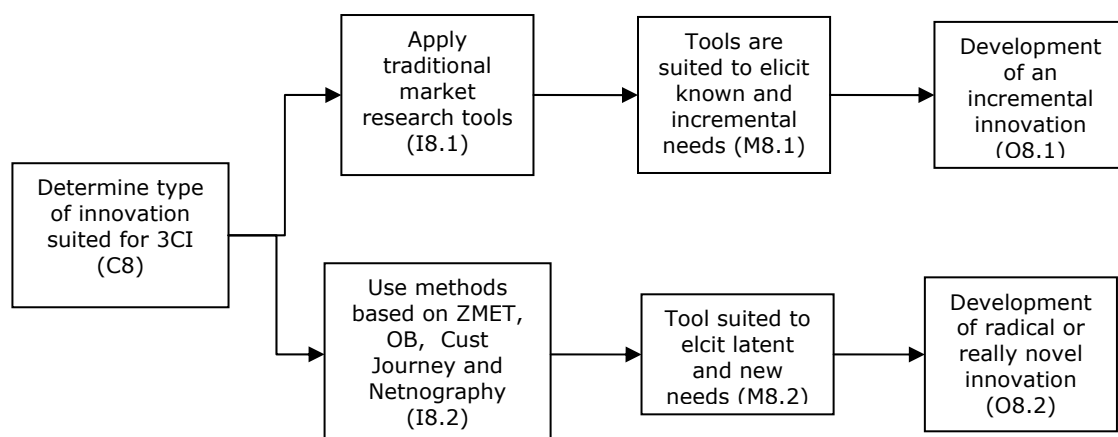 Determine type
of innovation
suited for 3CI
(C8)
Apply
traditional
market
research tools
(I8.1)
Tools are
suited to elicit
known and
incremental
needs (M8.1)
Development
of an
incremental
innovation
(O8.1)
Use methods
based on ZMET,
OB, Cust
Journey and
Netnography
(I8.2)
Tool suited to
elcit latent
and new
needs (M8.2)
Development
of radical or
really novel
innovation
(O8.2)